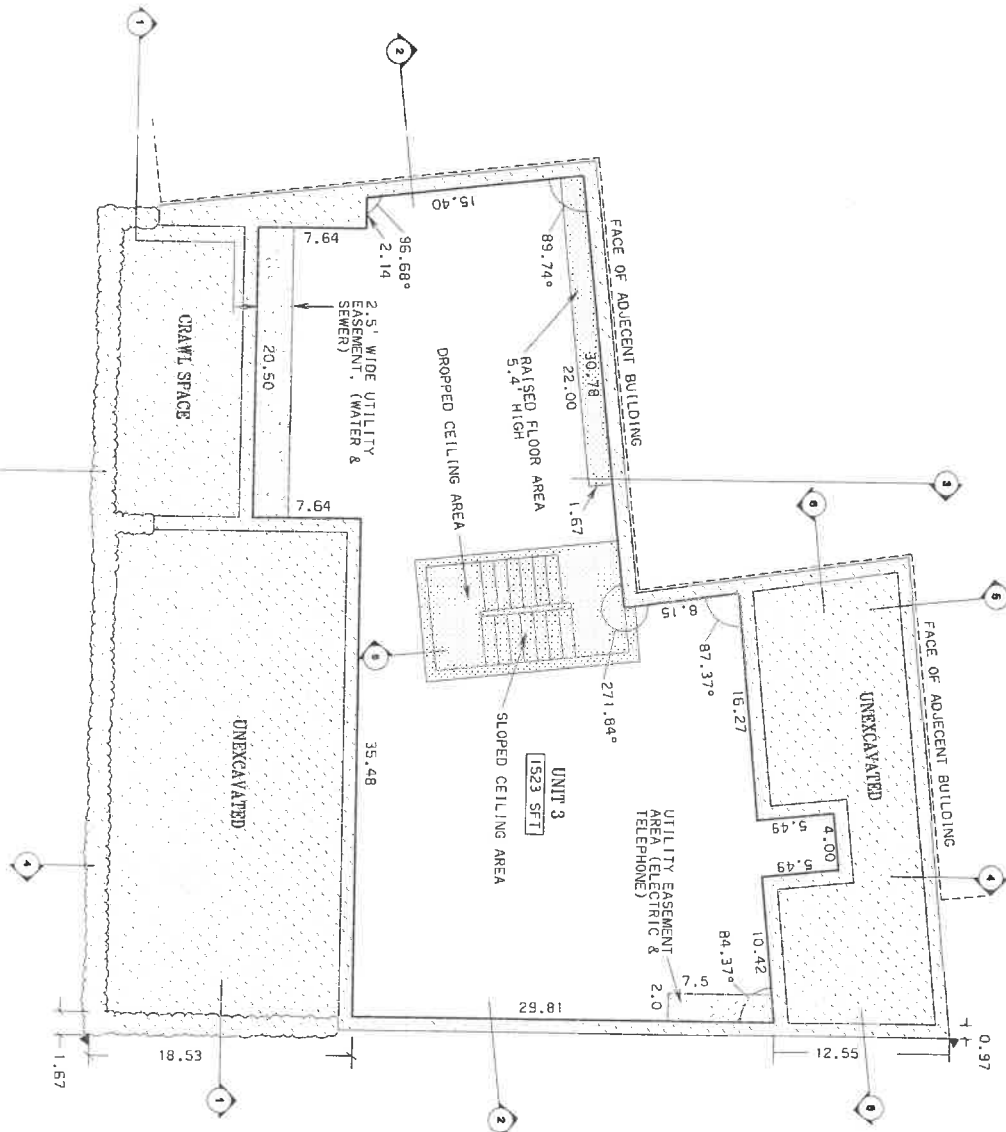 1
2
15.40
96.68°
2.14
7.64
89.74°
FACE OF ADJECENT BUILDING
30.78
22.00
RAISED FLOOR AREA
5.4' HIGH
1.67
3
CRAWL SPACE
20.50
2.5' WIDE UTILITY
EASEMENT. (WATER &
SEWER)
7.64
DROPPED CEILING AREA
SLOPED CEILING AREA
271.84°
8.15
87.37°
16.27
6
5
FACE OF ADJECENT BUILDING
UNEXCAVATED
5.49
4.00
5.49
4
UNIT 3
1523 SFT
UTILITY EASEMENT
AREA (ELECTRIC &
TELEPHONE)
10.42
84.37°
7.5
2.0
35.48
29.81
UNEXCAVATED
4
1.67
18.53
1
2
12.55
0.97